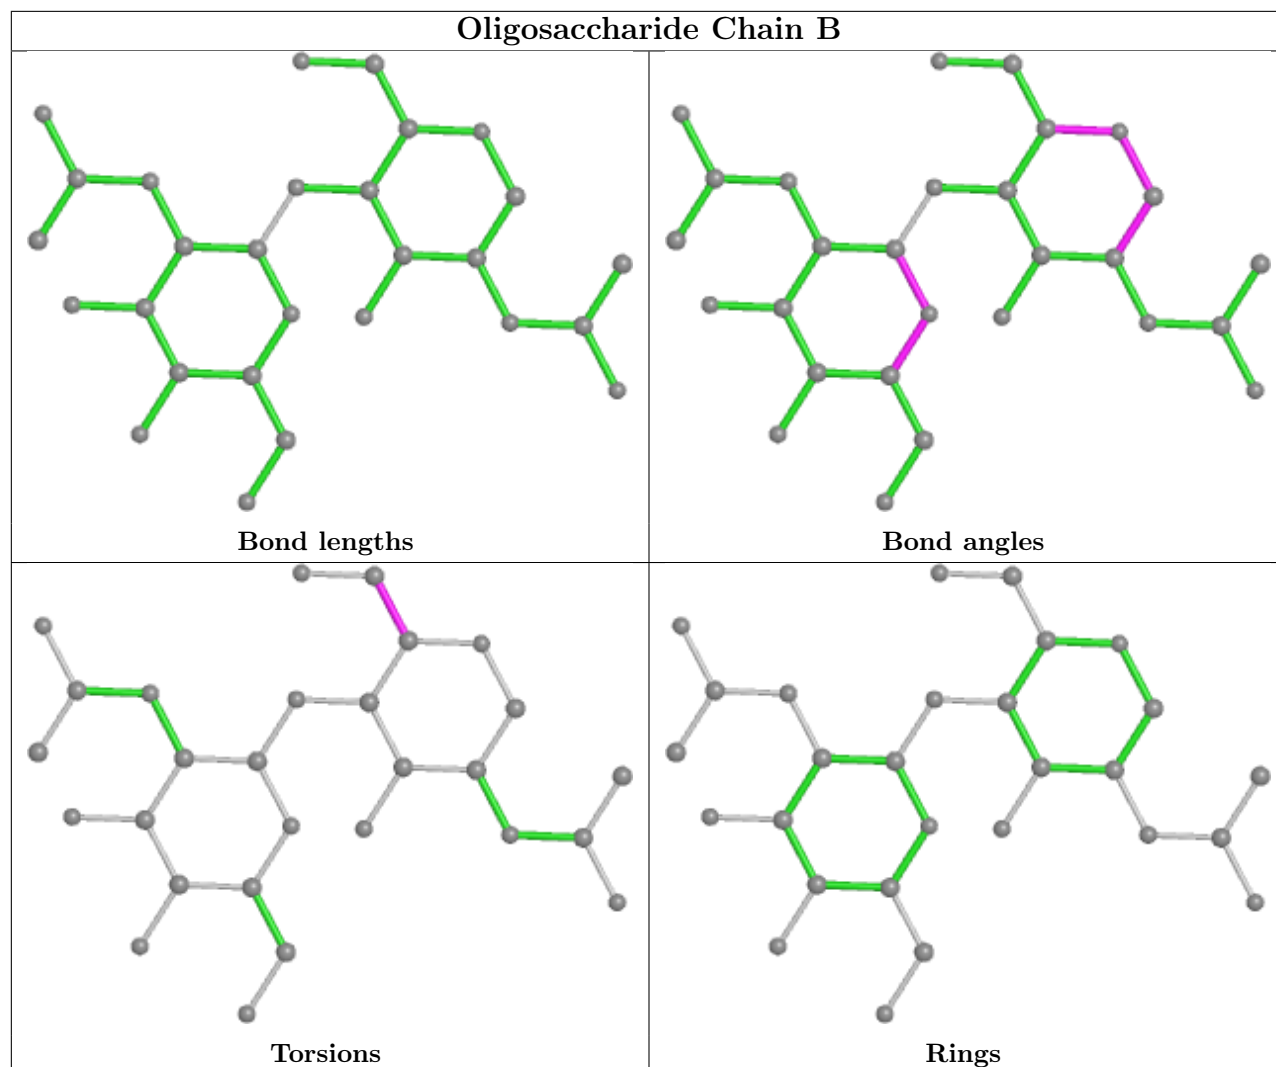 Oligosaccharide Chain B
Bond lengths
Bond angles
Torsions
Rings